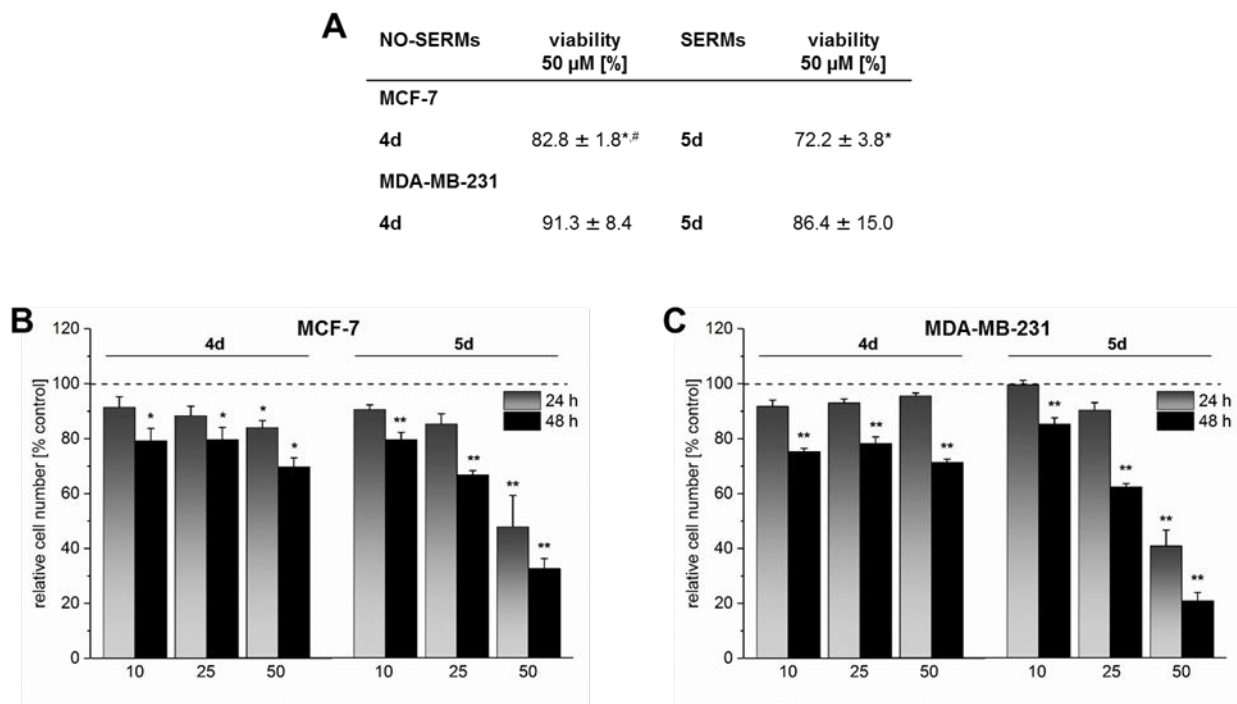 A
NO-SERMs viability 50 µM [%] SERMs viability 50 µM [%]
MCF-7
4d 82.8 ± 1.8*,# 5d 72.2 ± 3.8*
MDA-MB-231
4d 91.3 ± 8.4 5d 86.4 ± 15.0
B
MCF-7
4d 5d
relative cell number [% control]
120
100
80
60
40
20
0
24 h
48 h
* * * *
** ** ** **
10 25 50 10 25 50
C
MDA-MB-231
4d 5d
relative cell number [% control]
120
100
80
60
40
20
0
24 h
48 h
** ** **
** ** ** **
10 25 50 10 25 50